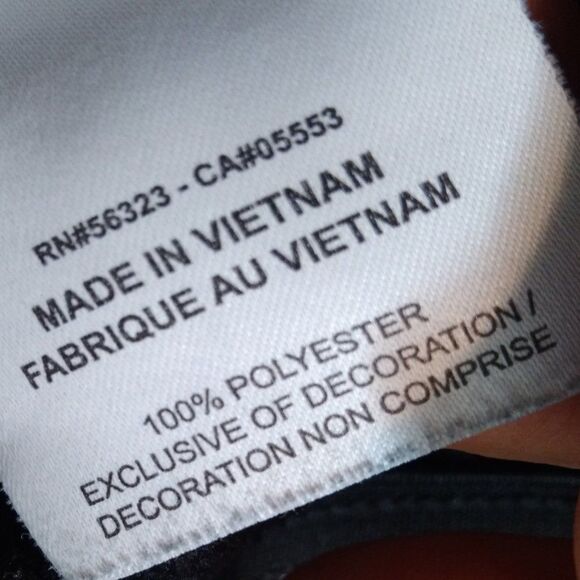 RN#56323 - CA#05553
MADE IN VIETNAM
FABRIQUE AU VIETNAM
100% POLYESTER
EXCLUSIVE OF DECORATION /
DECORATION NON COMPRISE